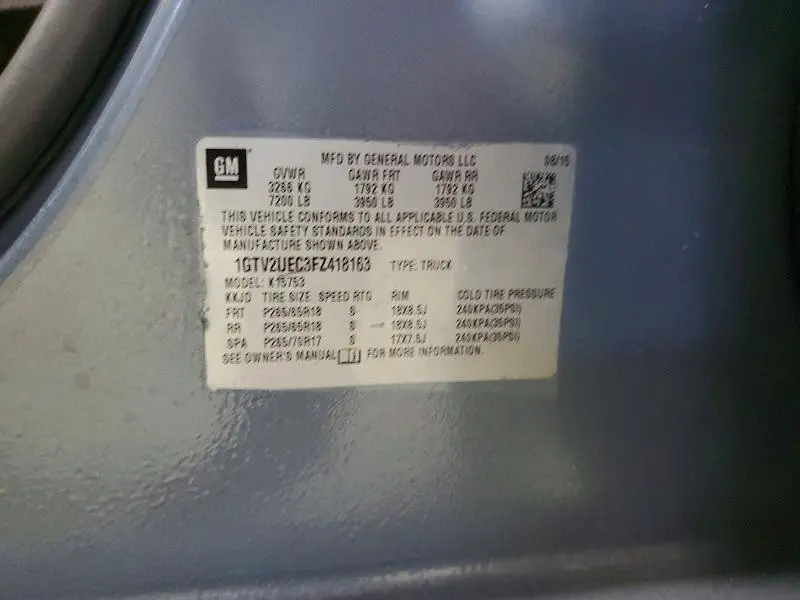 GM
MFD BY GENERAL MOTORS LLC 08/15
GVWR GAWR FRT GAWR RR
3266 KG 1792 KG 1792 KG
7200 LB 3950 LB 3950 LB
THIS VEHICLE CONFORMS TO ALL APPLICABLE U.S. FEDERAL MOTOR
VEHICLE SAFETY STANDARDS IN EFFECT ON THE DATE OF
MANUFACTURE SHOWN ABOVE.
1GTV2UEC3FZ418163 TYPE: TRUCK
MODEL: K15753
KKJD TIRE SIZE SPEED RTG RIM COLD TIRE PRESSURE
FRT P265/65R18 S 18X8.5J 240KPA(35PSI)
RR P265/65R18 S 18X8.5J 240KPA(35PSI)
SPA P265/70R17 S 17X7.5J 240KPA(35PSI)
SEE OWNER'S MANUAL FOR MORE INFORMATION.